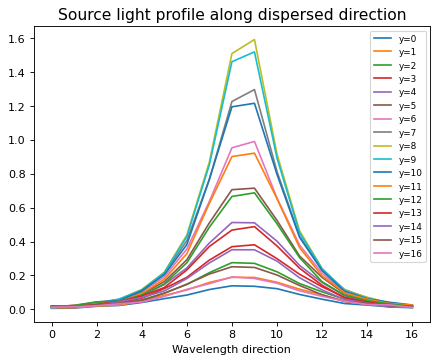 Source light profile along dispersed direction
1.6
1.4
1.2
1.0
0.8
0.6
0.4
0.2
0.0
y=0
y=1
y=2
y=3
y=4
y=5
y=6
y=7
y=8
y=9
y=10
y=11
y=12
y=13
y=14
y=15
y=16
0 2 4 6 8 10 12 14 16
Wavelength direction